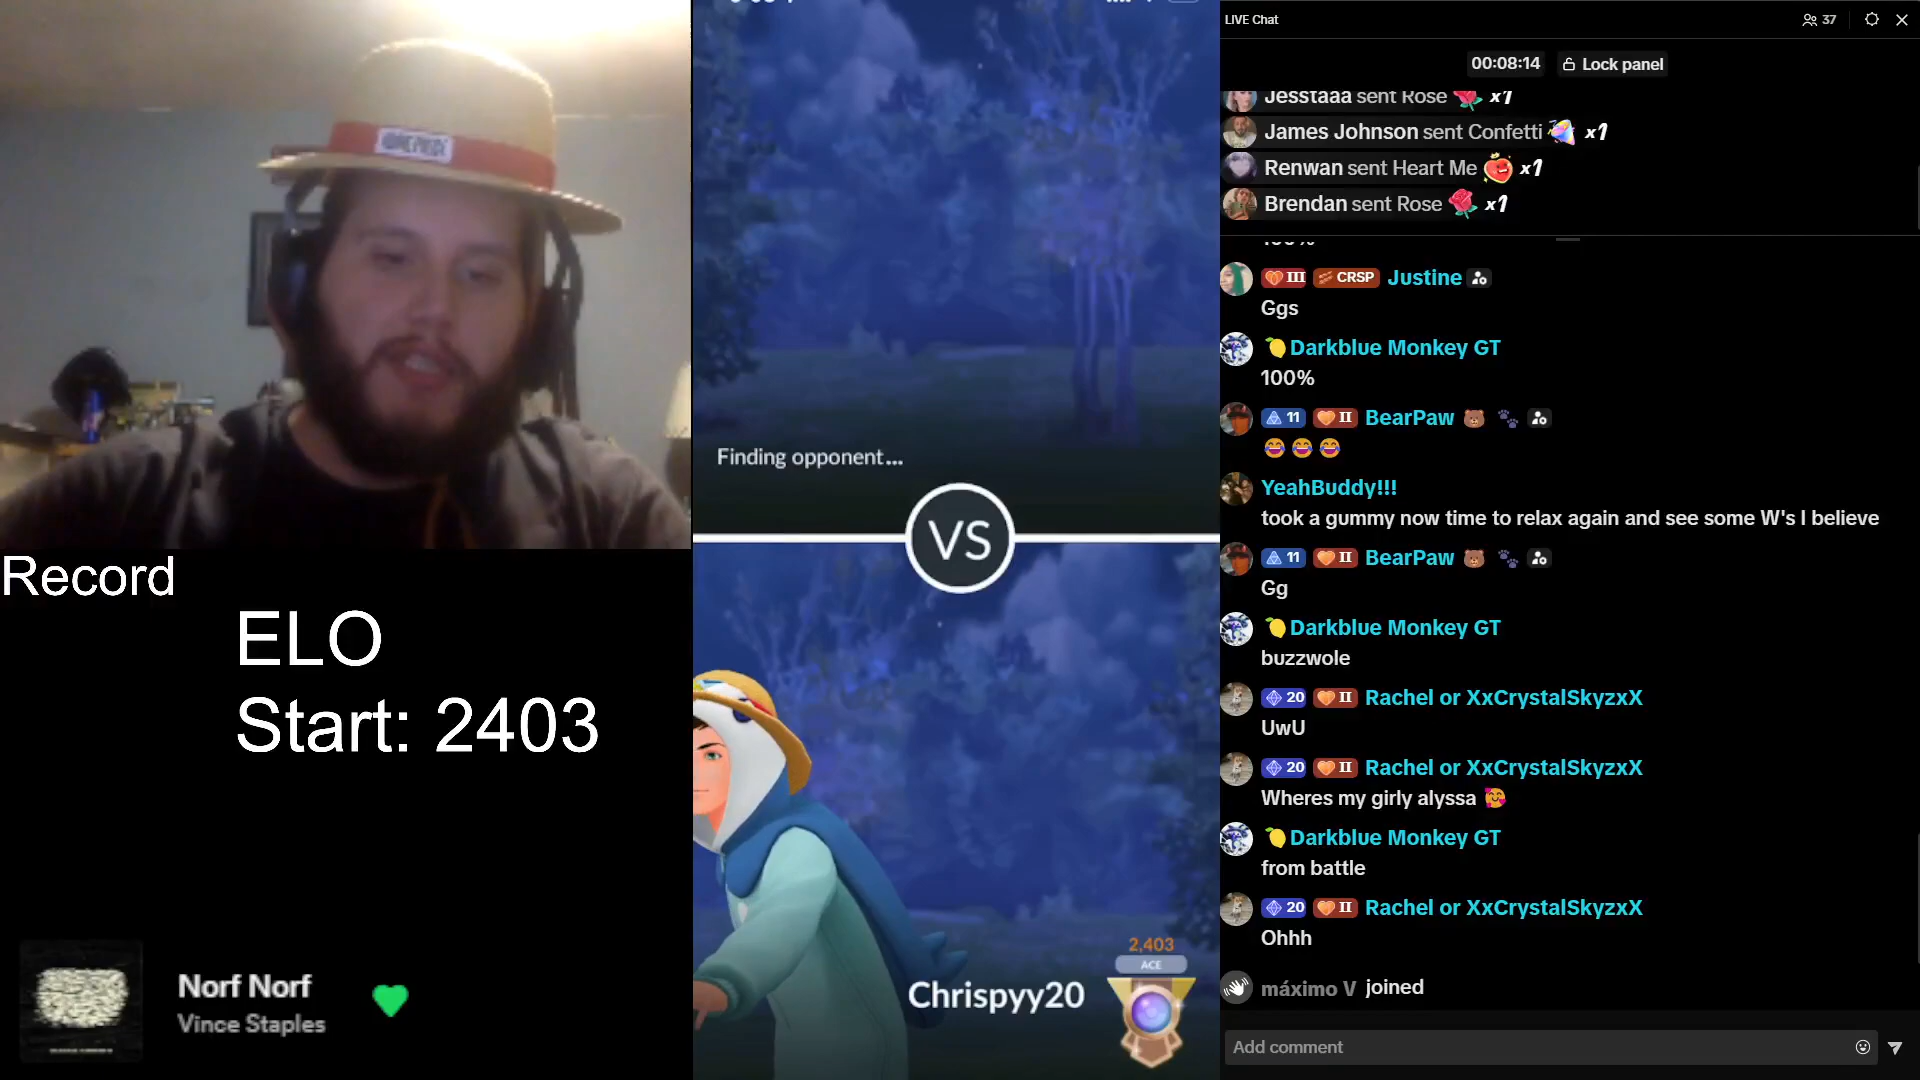 Record
ELO
Start: 2403
Norf Norf
Vince Staples
Finding opponent...
VS
2,403
ACE
Chrispyy20
LIVE Chat
37
00:08:14
Lock panel
Jesstaaa sent Rose x1
James Johnson sent Confetti x1
Renwan sent Heart Me x1
Brendan sent Rose x1
100%
III CRSP Justine
Ggs
🍋Darkblue Monkey GT
100%
11 II BearPaw 🐻 🐾
😂 😂 😂
YeahBuddy!!!
took a gummy now time to relax again and see some W's I believe
11 II BearPaw 🐻 🐾
Gg
🍋Darkblue Monkey GT
buzzwole
20 II Rachel or XxCrystalSkyzxX
UwU
20 II Rachel or XxCrystalSkyzxX
Wheres my girly alyssa 🥰
🍋Darkblue Monkey GT
from battle
20 II Rachel or XxCrystalSkyzxX
Ohhh
máximo V joined
Add comment